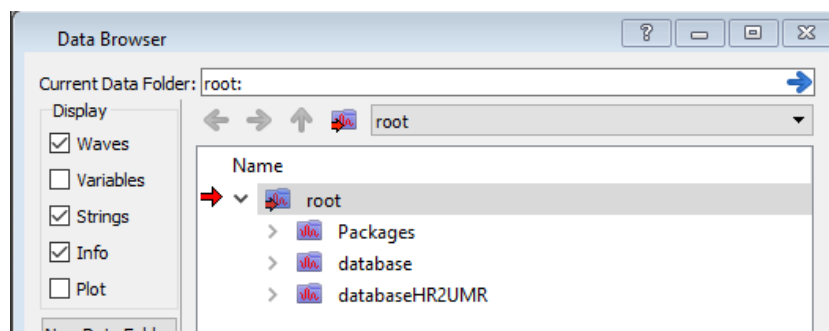 Data Browser
Current Data Folder: root:
Display
root
Waves
Name
Variables
root
Strings
Packages
Info
database
Plot
databaseHR2UMR